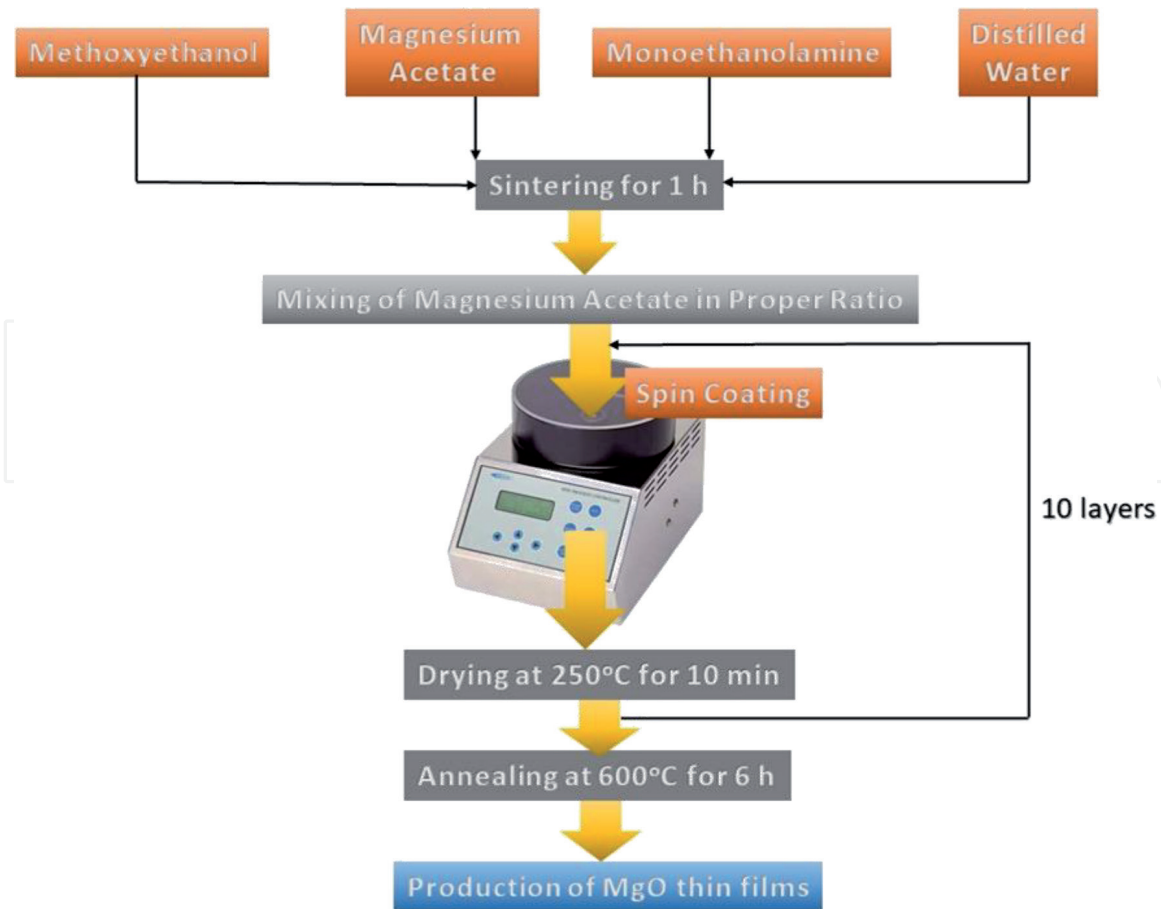 Methoxyethanol
Magnesium
Acetate
Monoethanolamine
Distilled
Water
Sintering for 1 h
Mixing of Magnesium Acetate in Proper Ratio
Spin Coating
10 layers
Drying at 250°C for 10 min
Annealing at 600°C for 6 h
Production of MgO thin films